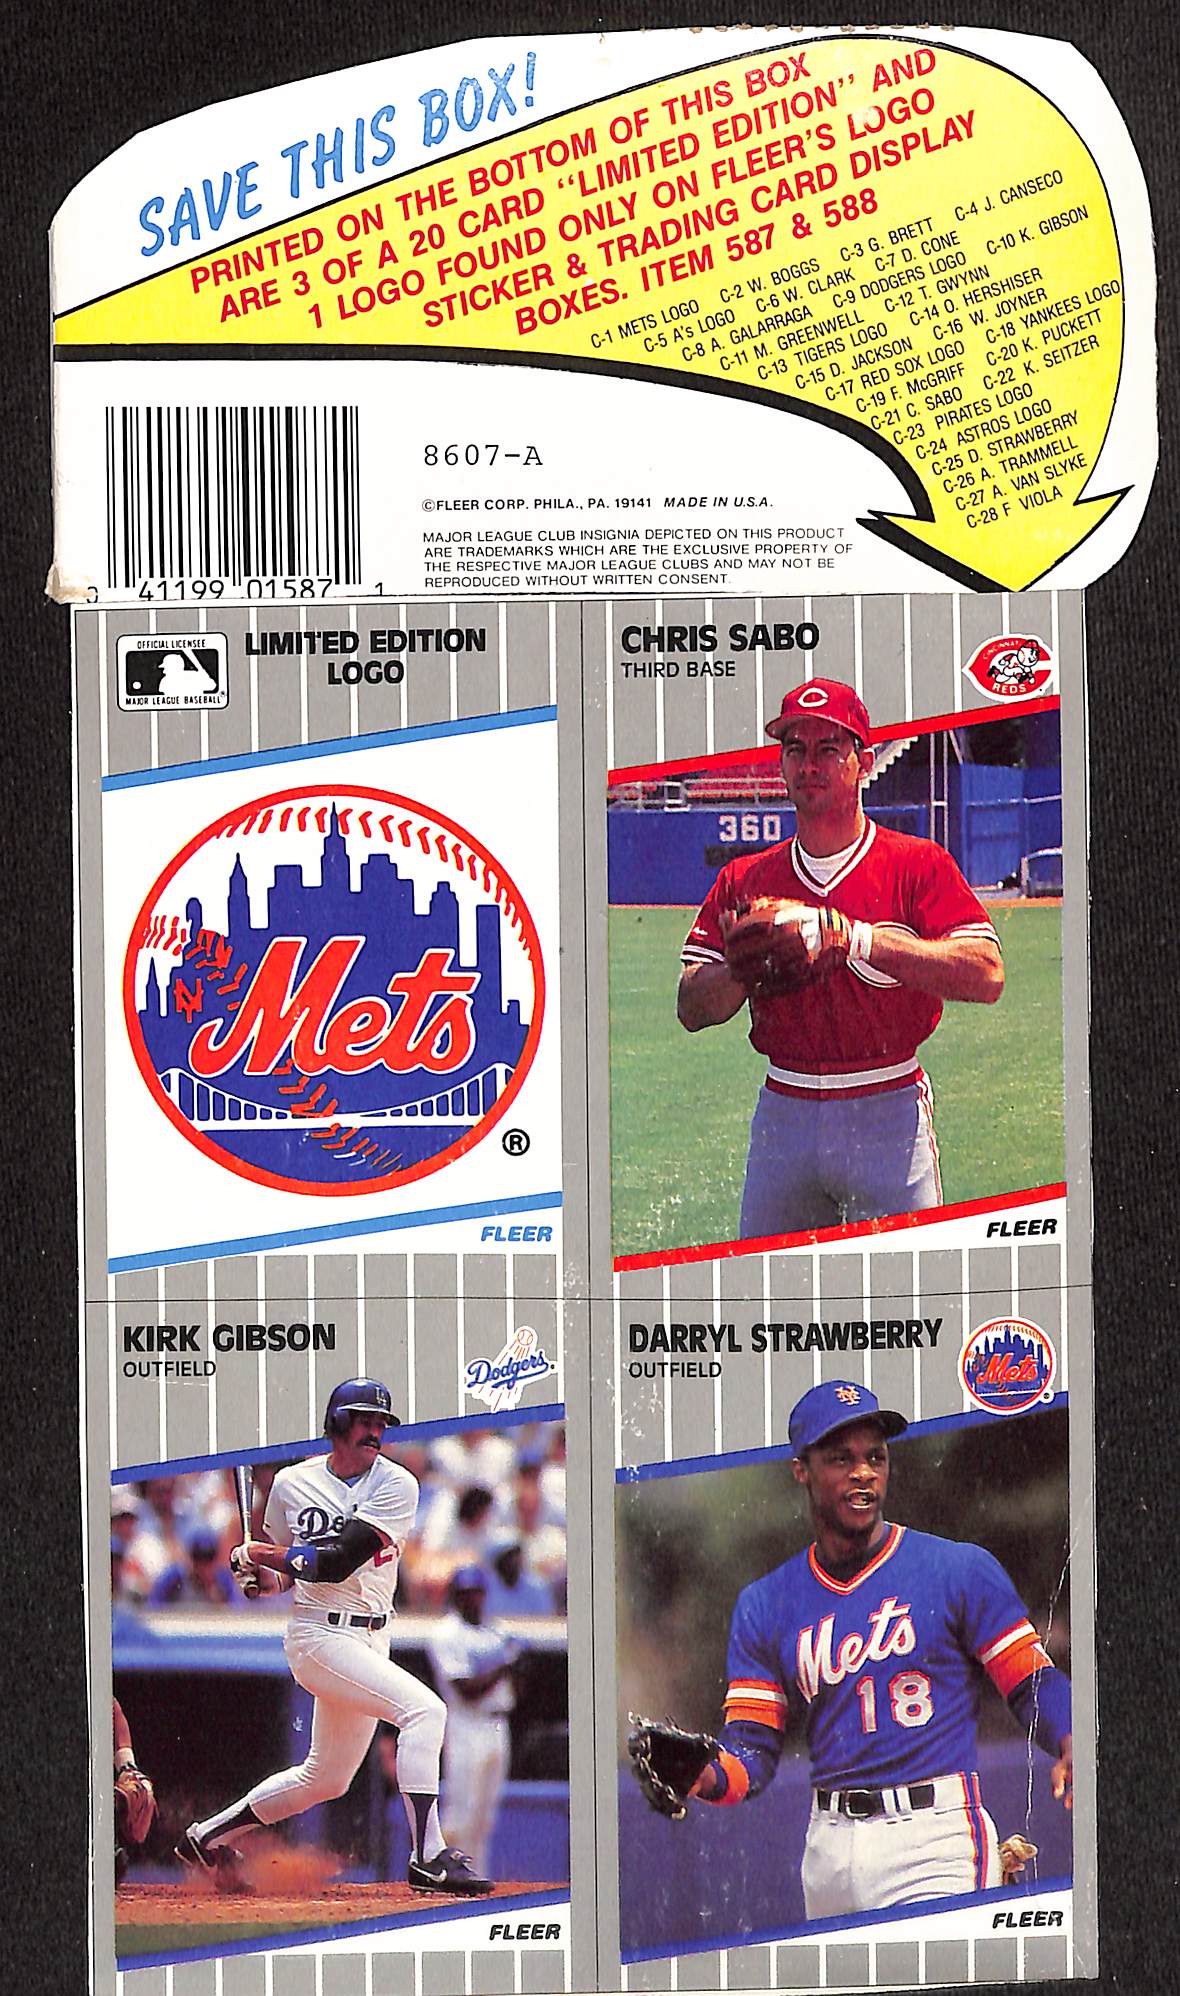 SAVE THIS BOX!
PRINTED ON THE BOTTOM OF THIS BOX
ARE 3 OF A 20 CARD "LIMITED EDITION" AND
1 LOGO FOUND ONLY ON FLEER'S LOGO
STICKER & TRADING CARD DISPLAY
BOXES. ITEM 587 & 588
C-1 METS LOGO C-2 W. BOGGS C-3 G. BRETT C-4 J. CANSECO
C-5 A's LOGO C-6 W. CLARK C-7 D. CONE
C-8 A. GALARRAGA C-9 DODGERS LOGO C-10 K. GIBSON
C-11 M. GREENWELL C-12 T. GWYNN
C-13 TIGERS LOGO C-14 O. HERSHISER
C-15 D. JACKSON C-16 W. JOYNER
C-17 RED SOX LOGO C-18 YANKEES LOGO
C-19 F. McGRIFF C-20 K. PUCKETT
C-21 C. SABO C-22 K. SEITZER
C-23 PIRATES LOGO
C-24 ASTROS LOGO
C-25 D. STRAWBERRY
C-26 A. TRAMMELL
C-27 A. VAN SLYKE
C-28 F VIOLA
8607-A
©FLEER CORP. PHILA., PA. 19141 MADE IN U.S.A.
MAJOR LEAGUE CLUB INSIGNIA DEPICTED ON THIS PRODUCT
ARE TRADEMARKS WHICH ARE THE EXCLUSIVE PROPERTY OF
THE RESPECTIVE MAJOR LEAGUE CLUBS AND MAY NOT BE
REPRODUCED WITHOUT WRITTEN CONSENT.
0 41199 01587 1
OFFICIAL LICENSEE
MAJOR LEAGUE BASEBALL
LIMITED EDITION
LOGO
NY
Mets
®
FLEER
CHRIS SABO
THIRD BASE
CINCINNATI
REDS
C
360
FLEER
KIRK GIBSON
OUTFIELD
Dodgers
LA
Do
FLEER
DARRYL STRAWBERRY
OUTFIELD
Mets
NY
Mets
18
FLEER